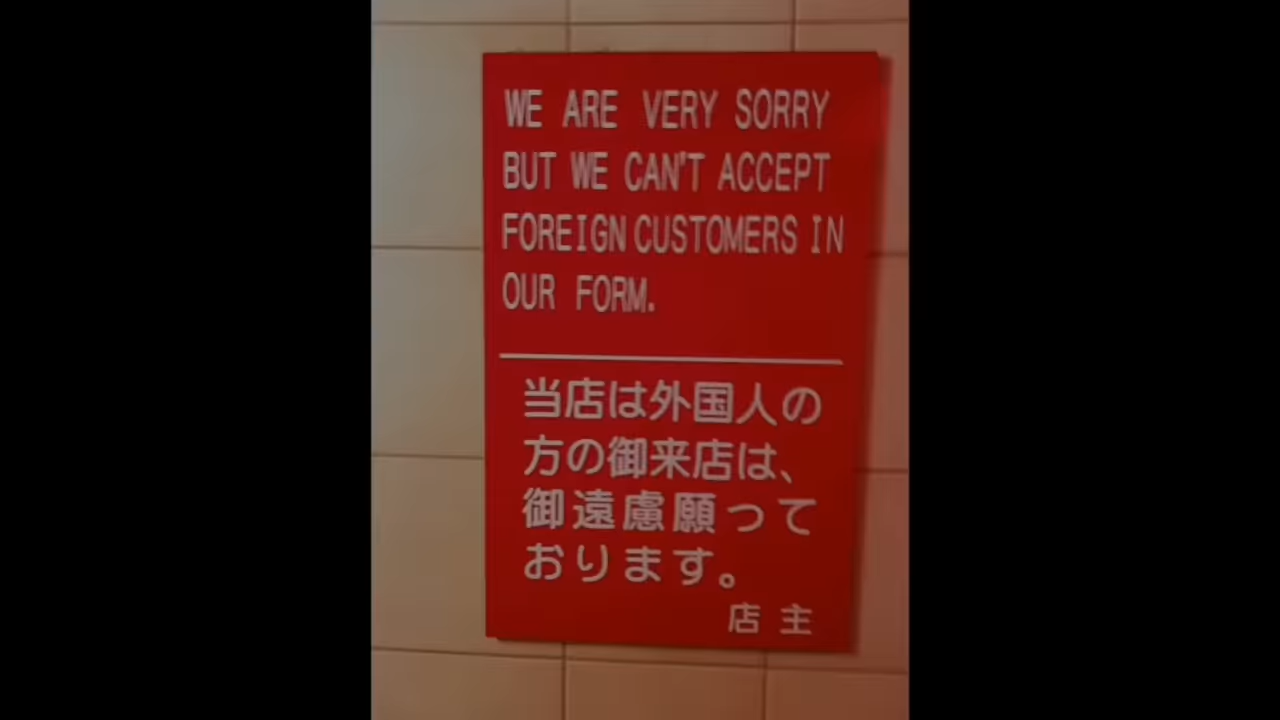 WE ARE VERY SORRY
BUT WE CAN'T ACCEPT
FOREIGN CUSTOMERS IN
OUR FORM.
当店は外国人の
方の御来店は、
御遠慮願って
おります。
店主